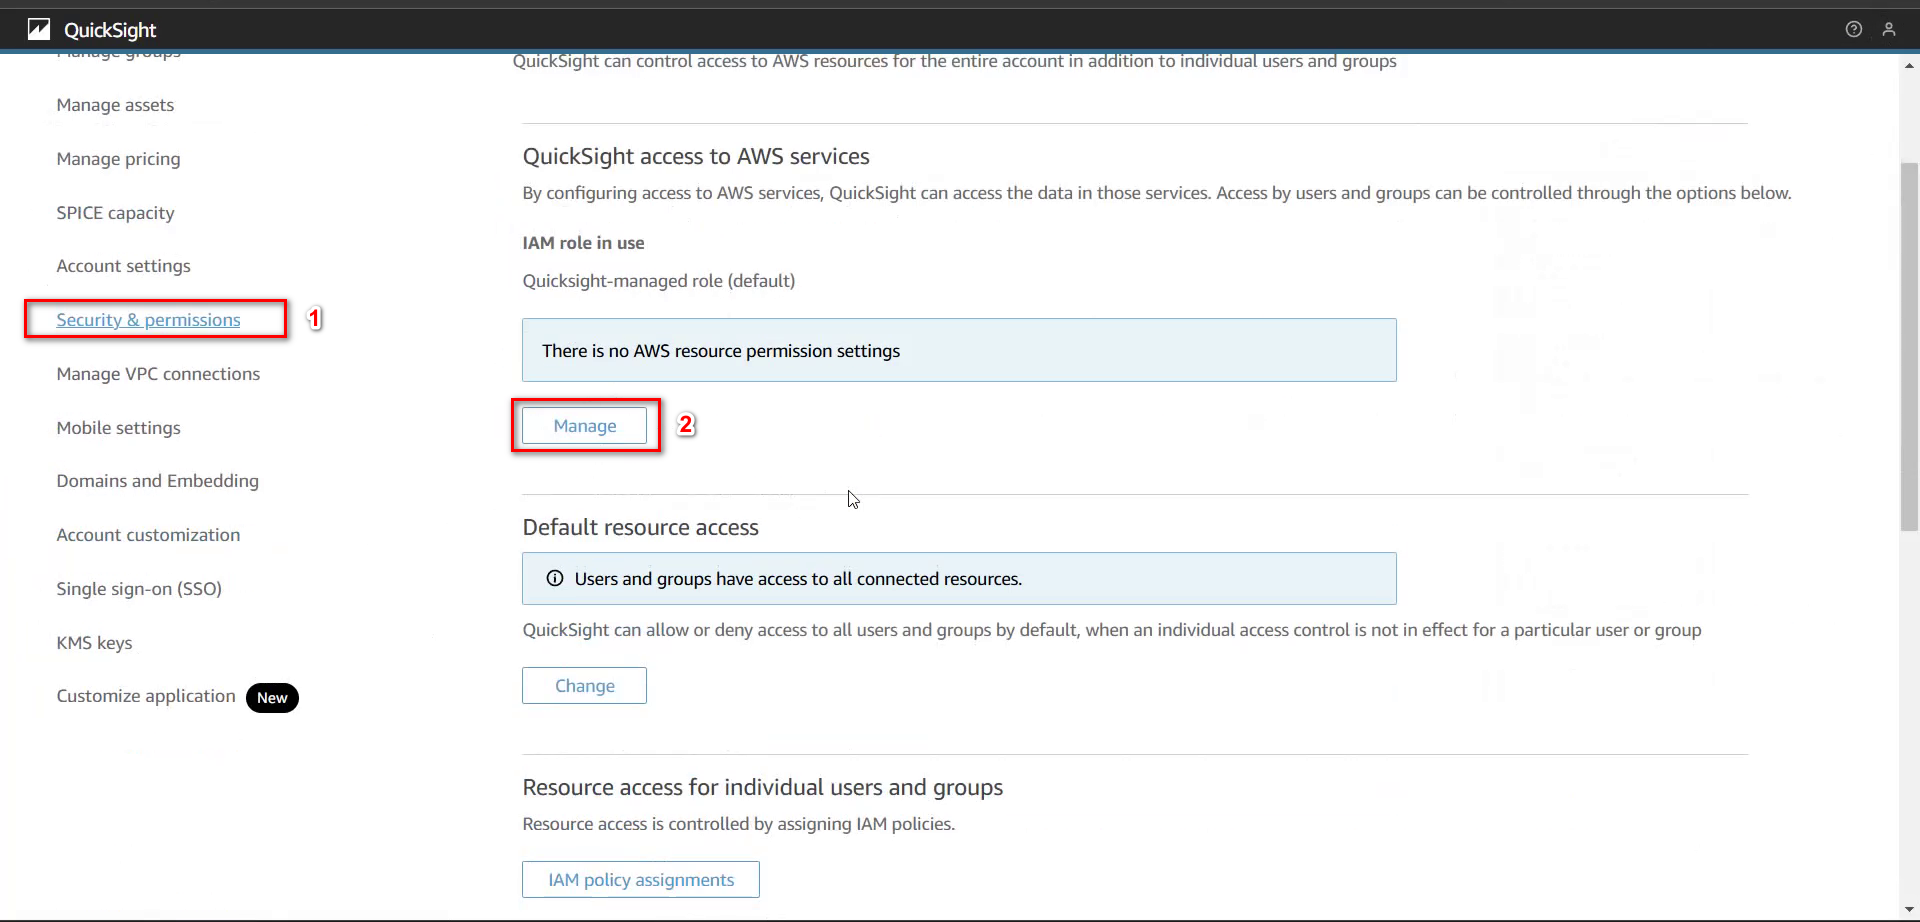 QuickSight
Manage groups
Manage assets
Manage pricing
SPICE capacity
Account settings
Security & permissions
1
Manage VPC connections
Mobile settings
Domains and Embedding
Account customization
Single sign-on (SSO)
KMS keys
Customize application New
QuickSight can control access to AWS resources for the entire account in addition to individual users and groups
QuickSight access to AWS services
By configuring access to AWS services, QuickSight can access the data in those services. Access by users and groups can be controlled through the options below.
IAM role in use
Quicksight-managed role (default)
There is no AWS resource permission settings
Manage
2
Default resource access
Users and groups have access to all connected resources.
QuickSight can allow or deny access to all users and groups by default, when an individual access control is not in effect for a particular user or group
Change
Resource access for individual users and groups
Resource access is controlled by assigning IAM policies.
IAM policy assignments